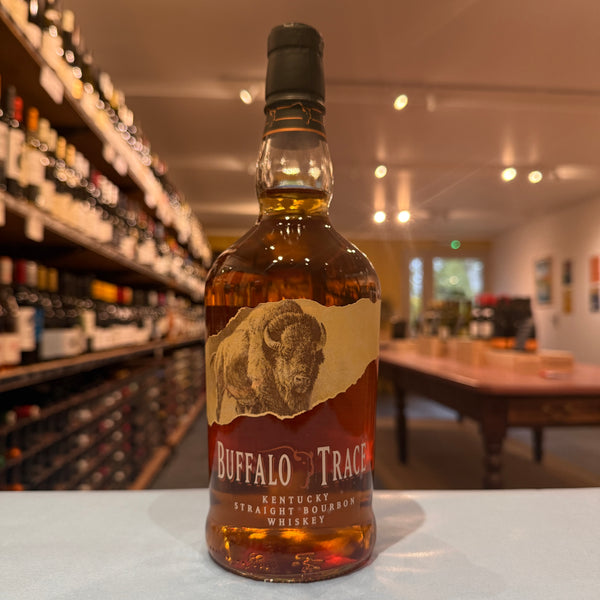 BUFFALO TRACE
KENTUCKY
STRAIGHT BOURBON
WHISKEY